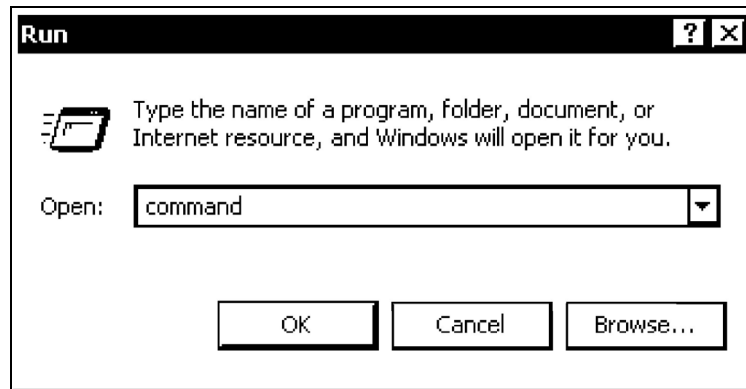 Run
Type the name of a program, folder, document, or
Internet resource, and Windows will open it for you.
Open: command
OK Cancel Browse...